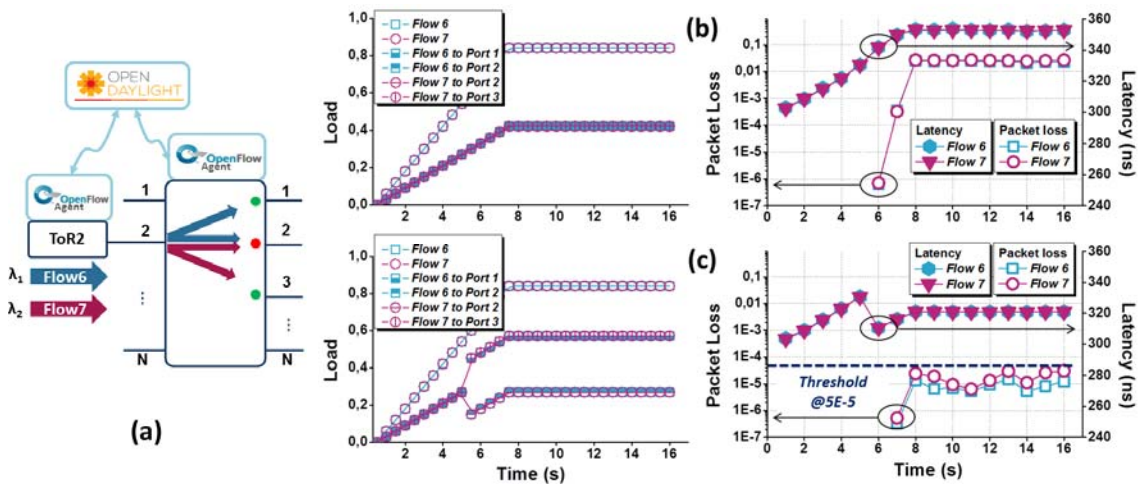 OPEN
DAYLIGHT
OpenFlow
Agent
OpenFlow
Agent
ToR2
1
2
N
1
2
3
N
λ1
Flow6
λ2
Flow7
(a)
Load
1,0
0,8
0,6
0,4
0,2
0,0
Flow 6
Flow 7
Flow 6 to Port 1
Flow 6 to Port 2
Flow 7 to Port 2
Flow 7 to Port 3
2 4 6 8 10 12 14 16
Load
1,0
0,8
0,6
0,4
0,2
0,0
Flow 6
Flow 7
Flow 6 to Port 1
Flow 6 to Port 2
Flow 7 to Port 2
Flow 7 to Port 3
2 4 6 8 10 12 14 16
Time (s)
(b)
Packet Loss
0,1
0,01
1E-3
1E-4
1E-5
1E-6
1E-7
Latency
Flow 6
Flow 7
Packet loss
Flow 6
Flow 7
360
340
320
300
280
260
240
Latency (ns)
0 2 4 6 8 10 12 14 16
(c)
Packet Loss
0,1
0,01
1E-3
1E-4
1E-5
1E-6
1E-7
Latency
Flow 6
Flow 7
Packet loss
Flow 6
Flow 7
Threshold
@5E-5
360
340
320
300
280
260
240
Latency (ns)
0 2 4 6 8 10 12 14 16
Time (s)